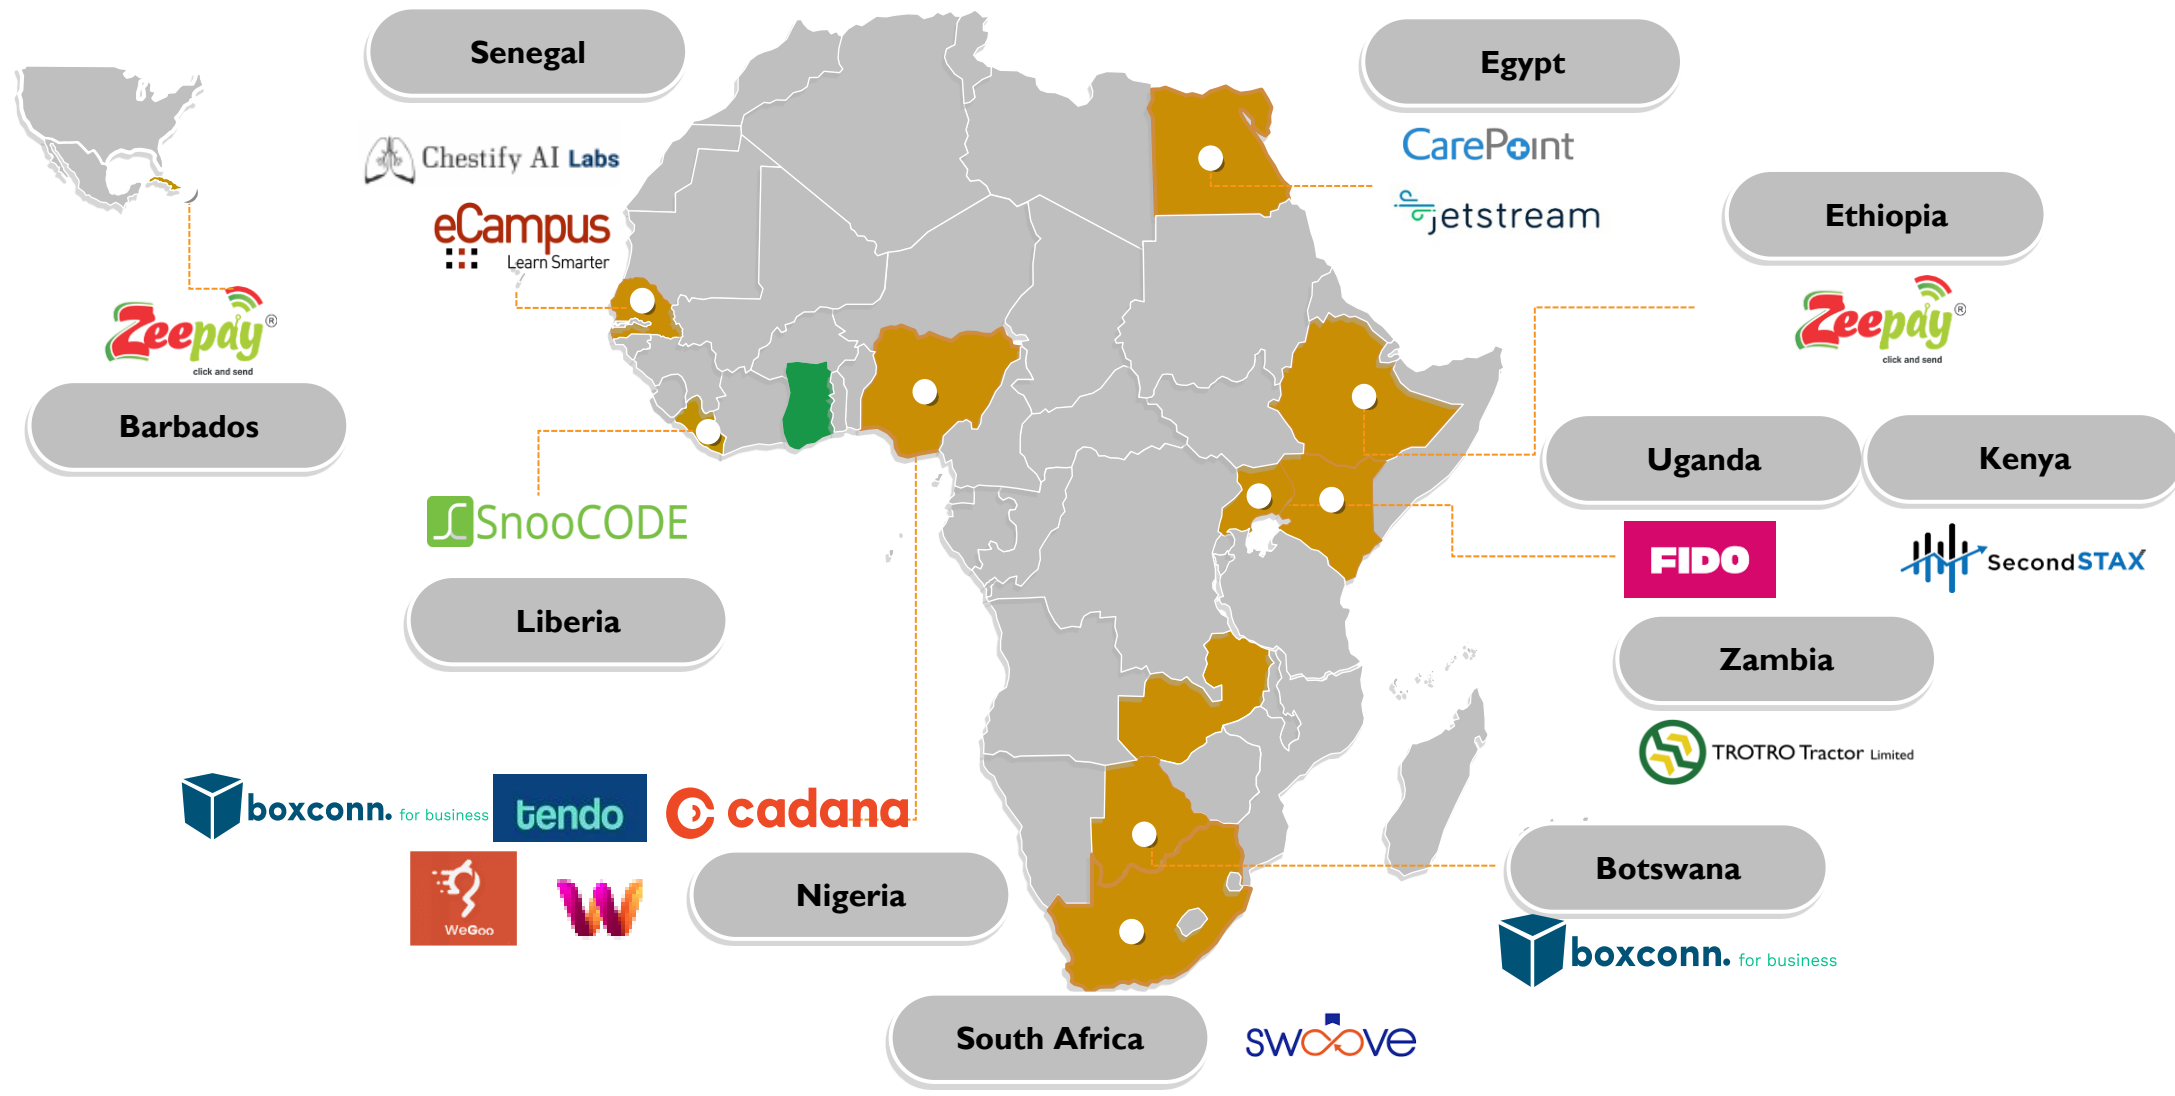 Senegal
Chestify AI Labs
eCampus
Learn Smarter
Egypt
CarePoint
jetstream
Ethiopia
Zeepay®
click and send
Zeepay®
click and send
Barbados
Uganda
Kenya
FIDO
SecondSTAX
SnooCODE
Liberia
Zambia
TROTRO Tractor Limited
boxconn. for business
tendo
cadana
WeGoo
W
Nigeria
Botswana
boxconn. for business
South Africa
swoove